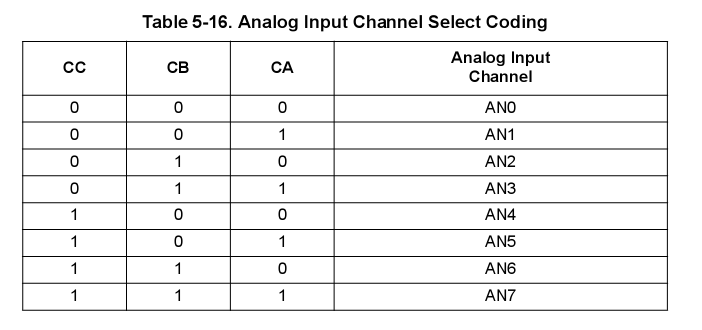 Table 5-16. Analog Input Channel Select Coding
CC CB CA Analog Input
Channel
0 0 0 AN0
0 0 1 AN1
0 1 0 AN2
0 1 1 AN3
1 0 0 AN4
1 0 1 AN5
1 1 0 AN6
1 1 1 AN7